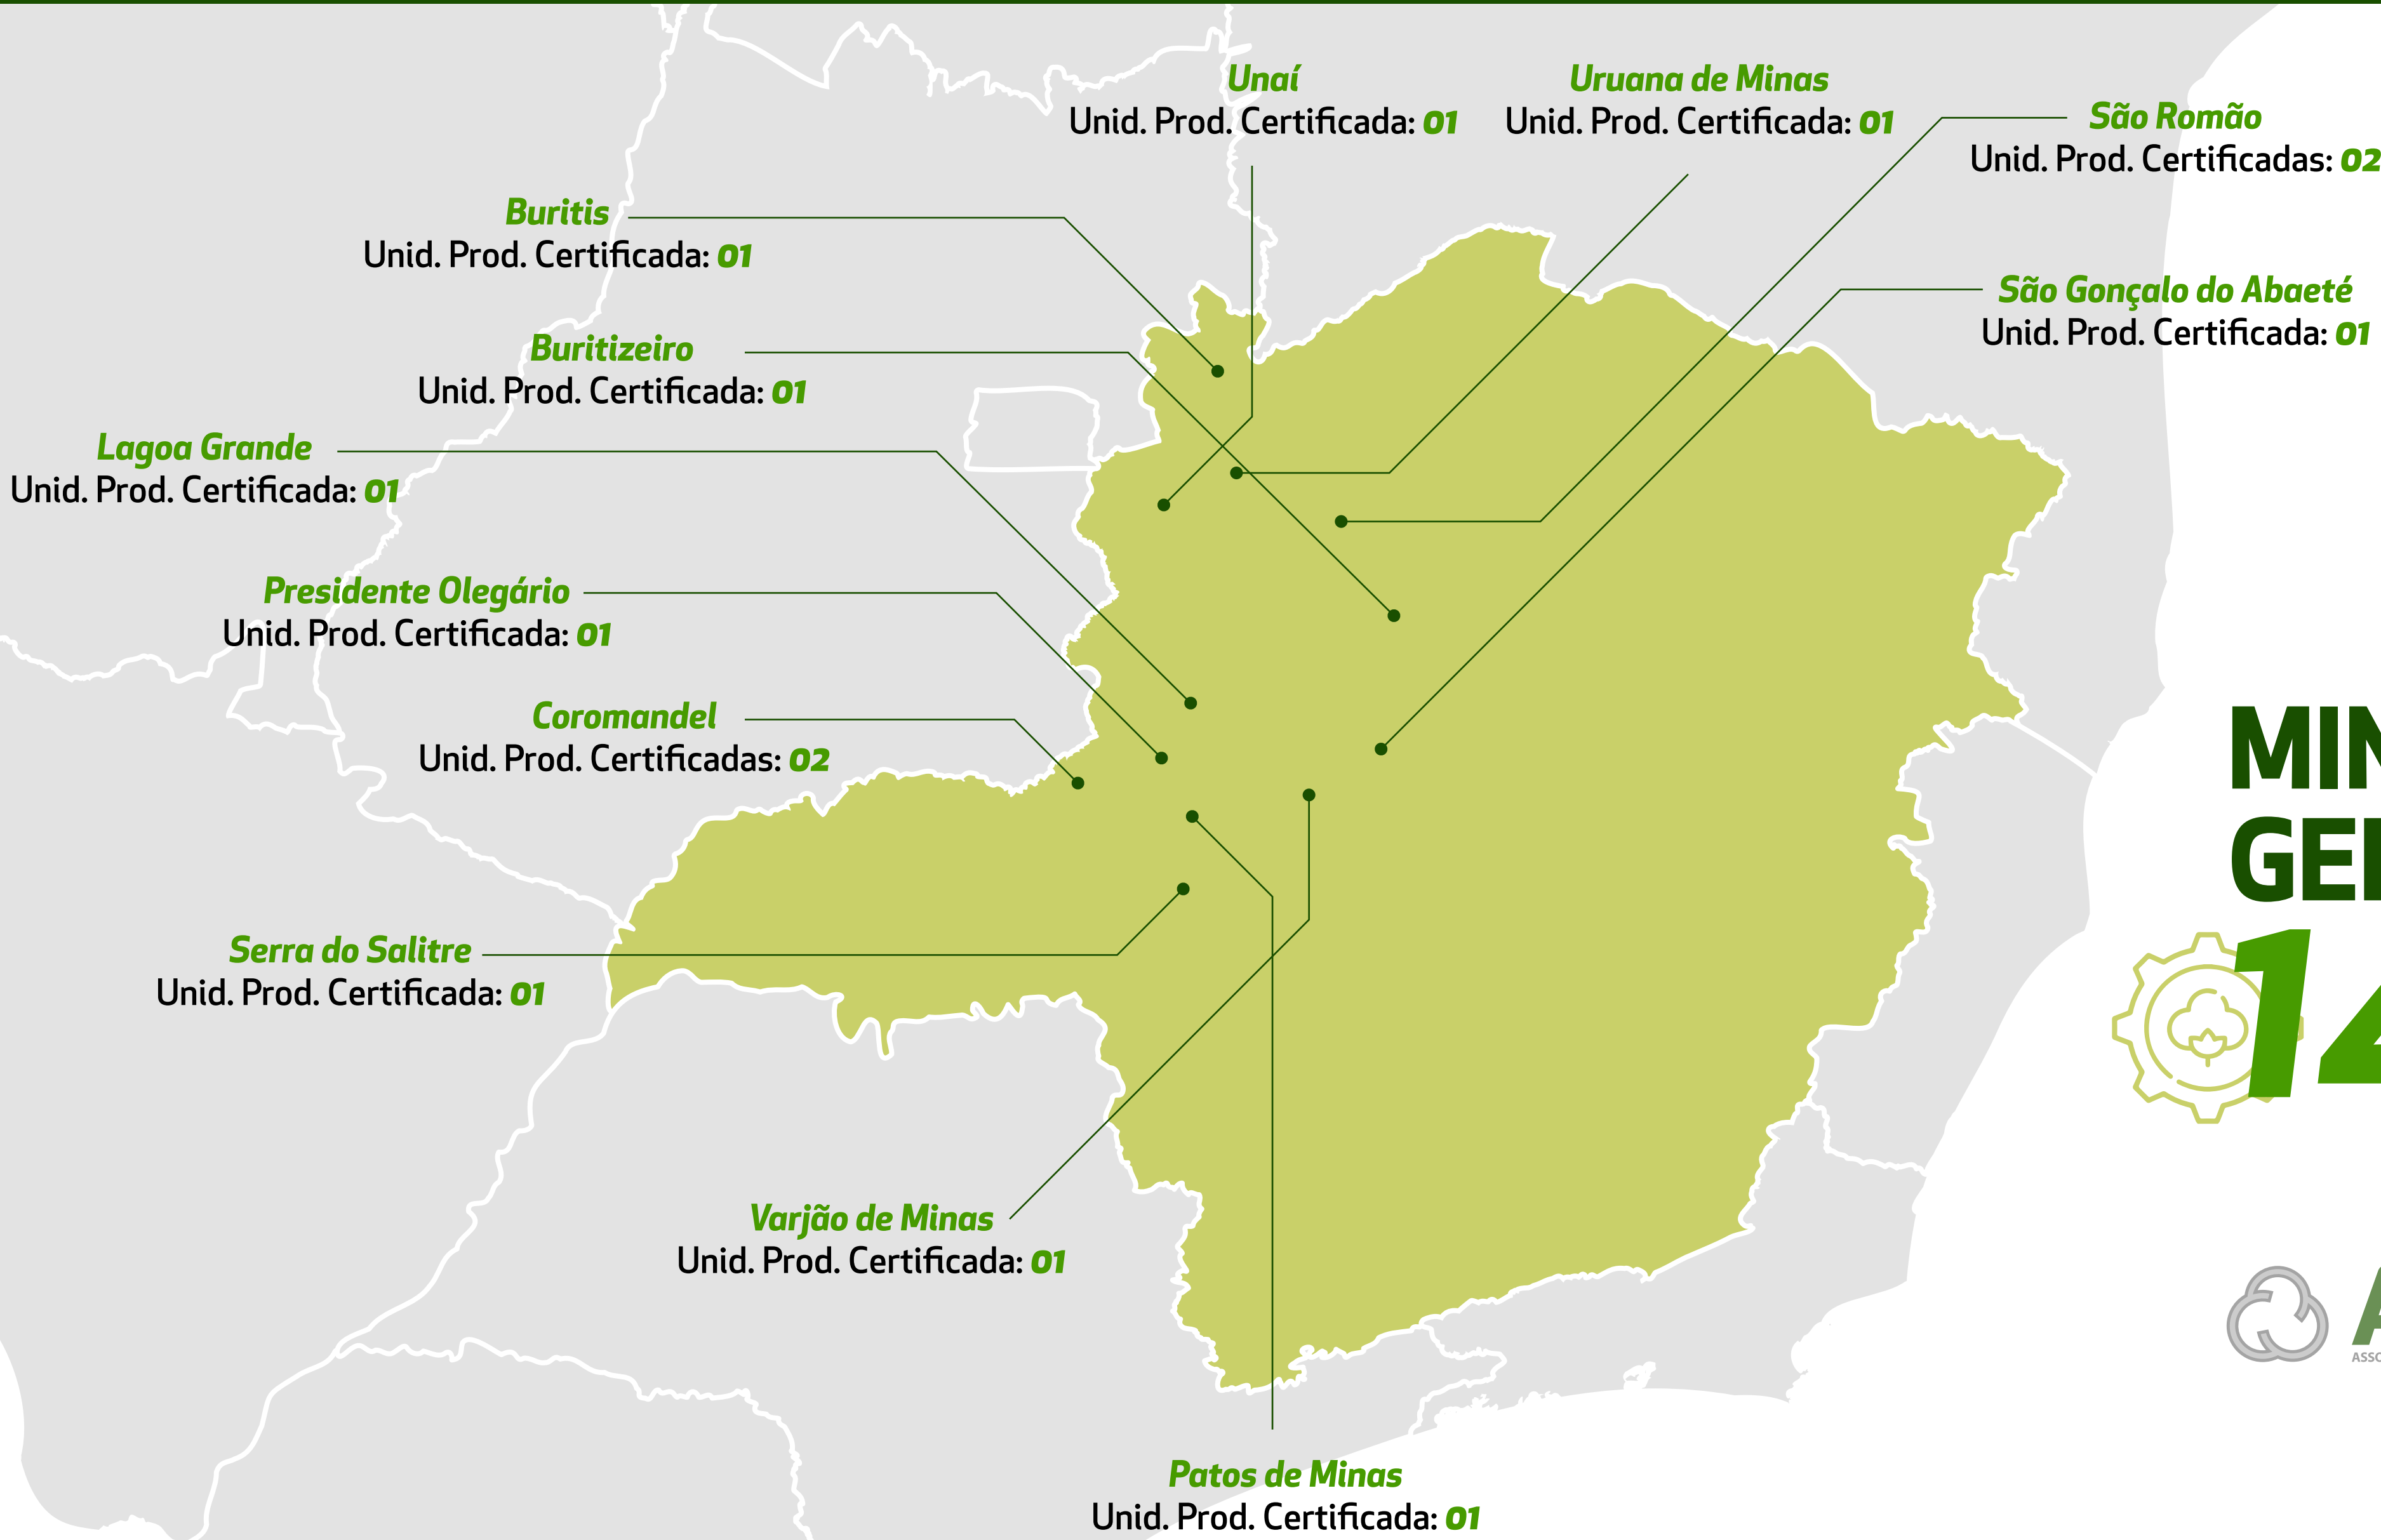 Unaí
Unid. Prod. Certificada: 01
Uruana de Minas
Unid. Prod. Certificada: 01
São Romão
Unid. Prod. Certificadas: 02
Buritis
Unid. Prod. Certificada: 01
São Gonçalo do Abaeté
Unid. Prod. Certificada: 01
Buritizeiro
Unid. Prod. Certificada: 01
Lagoa Grande
Unid. Prod. Certificada: 01
Presidente Olegário
Unid. Prod. Certificada: 01
Coromandel
Unid. Prod. Certificadas: 02
Serra do Salitre
Unid. Prod. Certificada: 01
14
Varjão de Minas
Unid. Prod. Certificada: 01
Patos de Minas
Unid. Prod. Certificada: 01